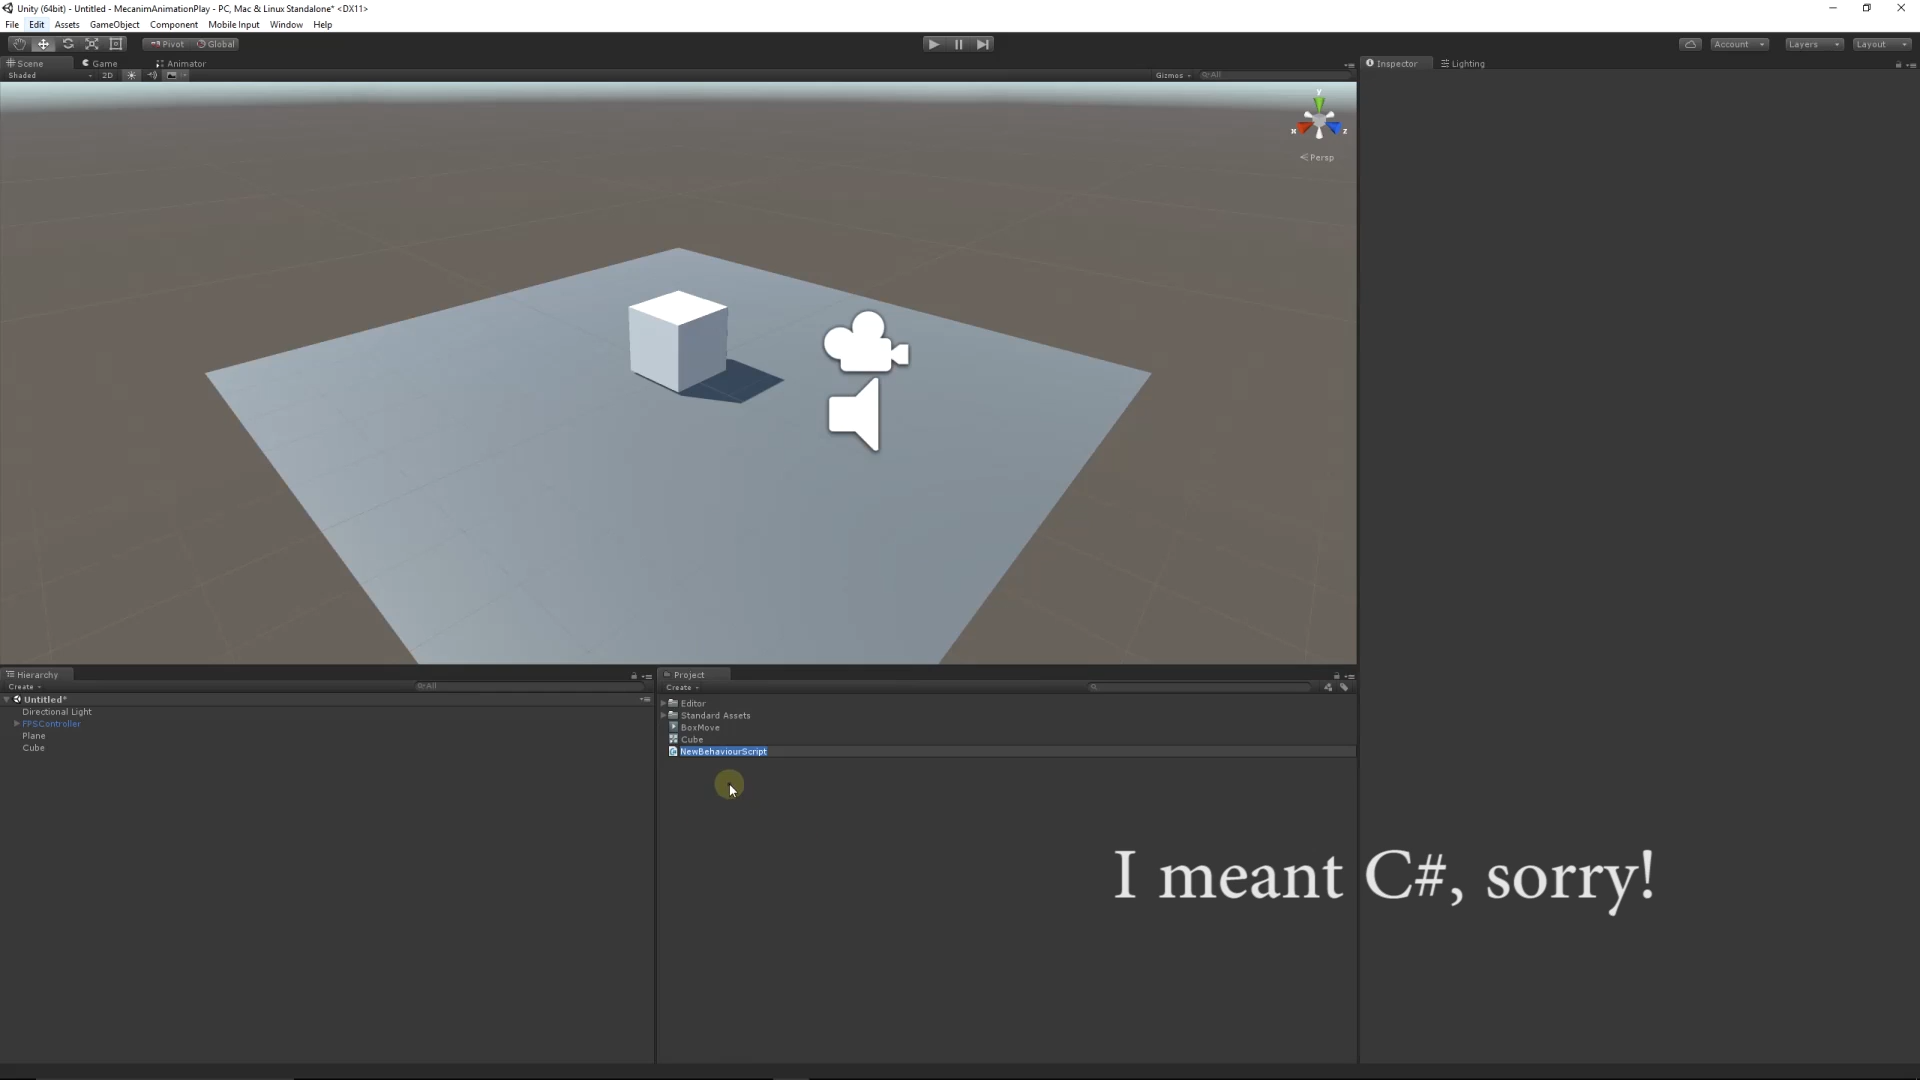 Unity (64bit) - Untitled - MecanimAnimationPlay - PC, Mac & Linux Standalone* <DX11>
File Edit Assets GameObject Component Mobile Input Window Help
Pivot Global Account Layers Layout
Scene Game Animator Inspector Lighting
Shaded 2D Gizmos All
y
x z
Persp
Hierarchy Project
Create All Create
Untitled*
Directional Light
FPSController
Plane
Cube
Editor
Standard Assets
BoxMove
Cube
NewBehaviourScript
I meant C#, sorry!